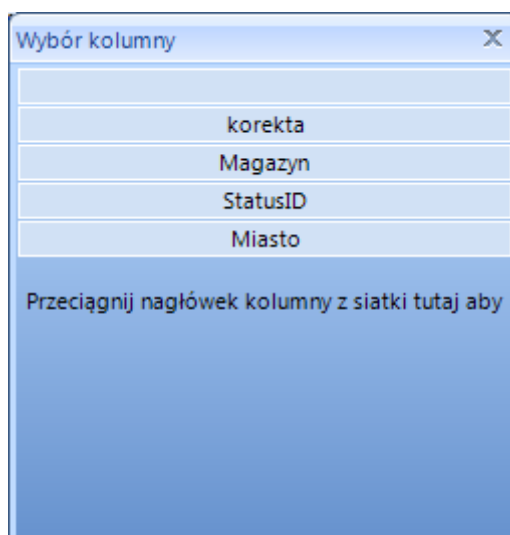 Wybór kolumny
korekta
Magazyn
StatusID
Miasto
Przeciągnij nagłówek kolumny z siatki tutaj aby